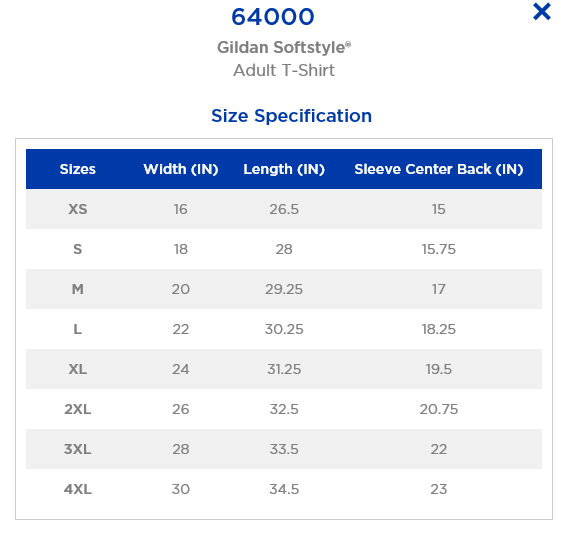 64000
Gildan Softstyle®
Adult T-Shirt
Size Specification
Sizes Width (IN) Length (IN) Sleeve Center Back (IN)
XS 16 26.5 15
S 18 28 15.75
M 20 29.25 17
L 22 30.25 18.25
XL 24 31.25 19.5
2XL 26 32.5 20.75
3XL 28 33.5 22
4XL 30 34.5 23